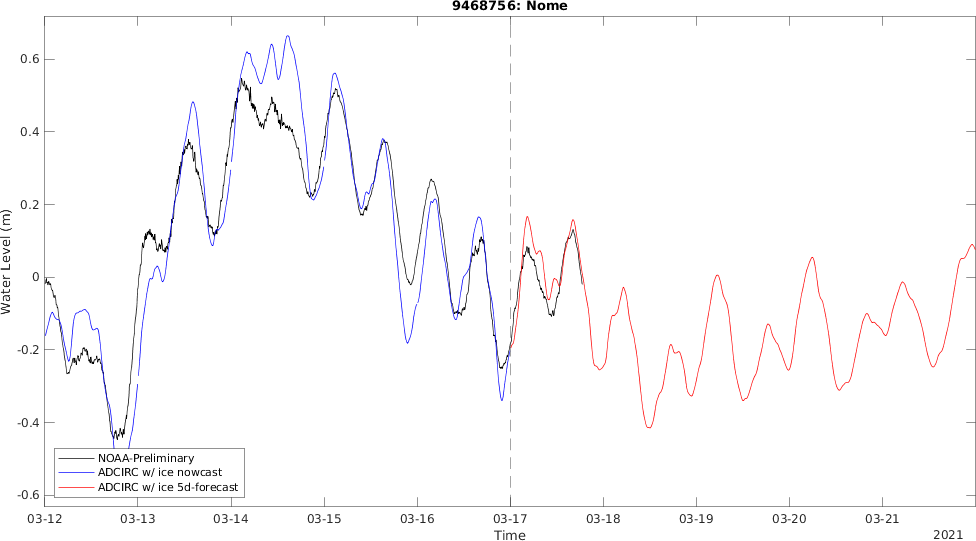 9468756: Nome
Water Level (m)
0.6
0.4
0.2
0
-0.2
-0.4
-0.6
NOAA-Preliminary
ADCIRC w/ ice nowcast
ADCIRC w/ ice 5d-forecast
03-12 03-13 03-14 03-15 03-16 03-17 03-18 03-19 03-20 03-21
Time
2021